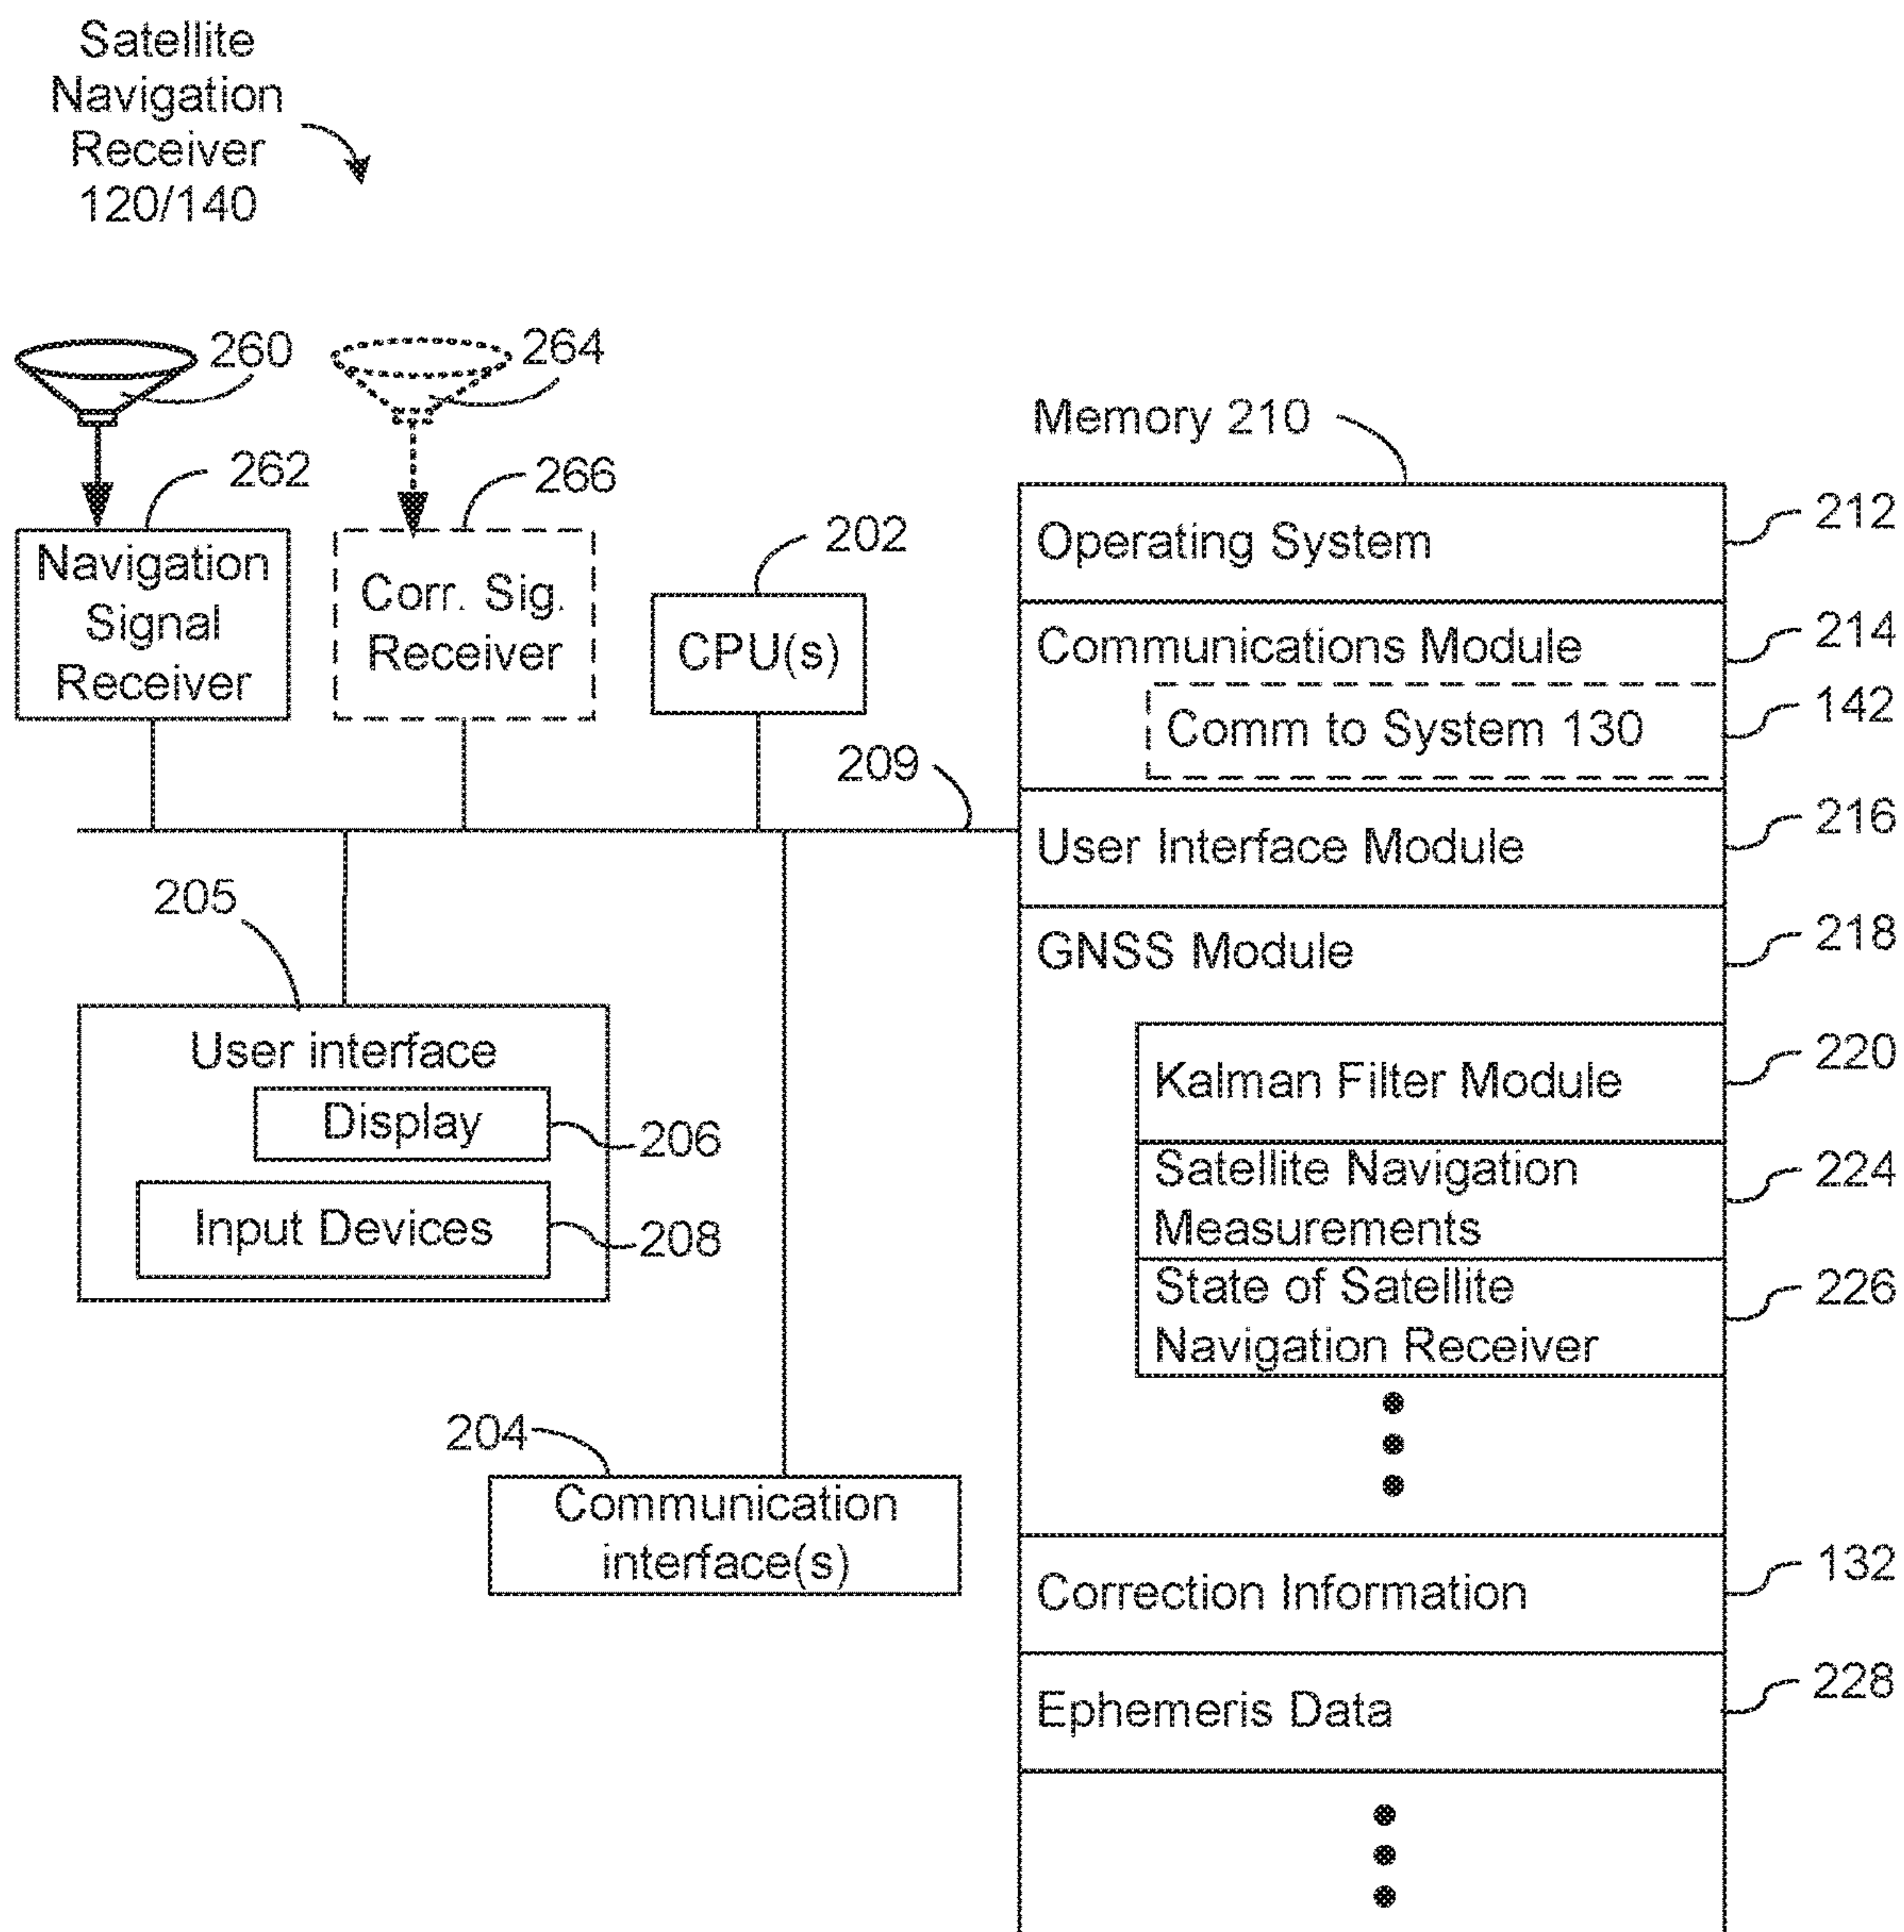 Satellite
Navigation
Receiver
120/140
260
264
262
266
202
Navigation
Signal
Receiver
Corr. Sig.
Receiver
CPU(s)
209
205
User interface
Display
206
Input Devices
208
204
Communication
interface(s)
Memory 210
Operating System
212
Communications Module
214
Comm to System 130
142
User Interface Module
216
GNSS Module
218
Kalman Filter Module
220
Satellite Navigation
Measurements
224
State of Satellite
Navigation Receiver
226
Correction Information
132
Ephemeris Data
228